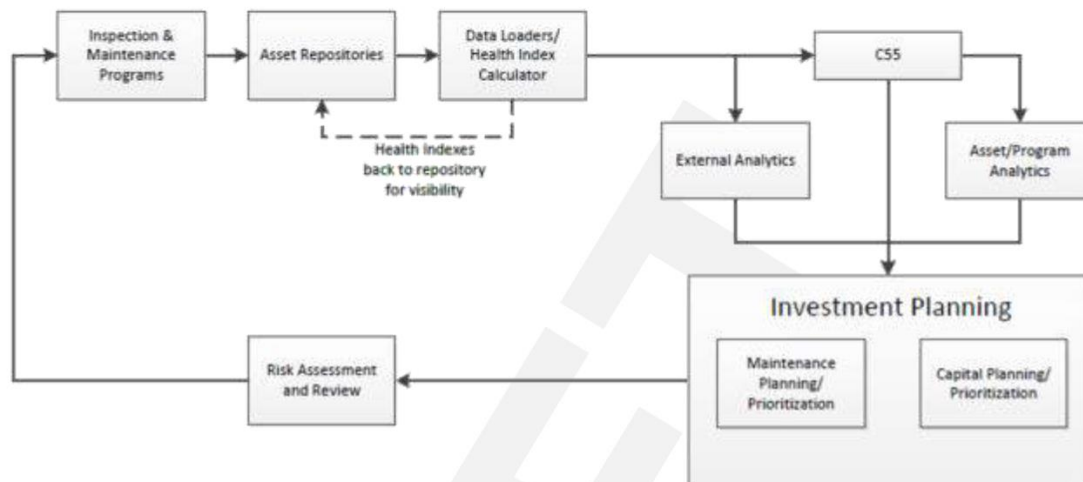 Inspection &
Maintenance
Programs
Asset Repositories
Data Loaders/
Health Index
Calculator
C55
Health Indexes
back to repository
for visibility
External Analytics
Asset/Program
Analytics
Investment Planning
Maintenance
Planning/
Prioritization
Capital Planning/
Prioritization
Risk Assessment
and Review